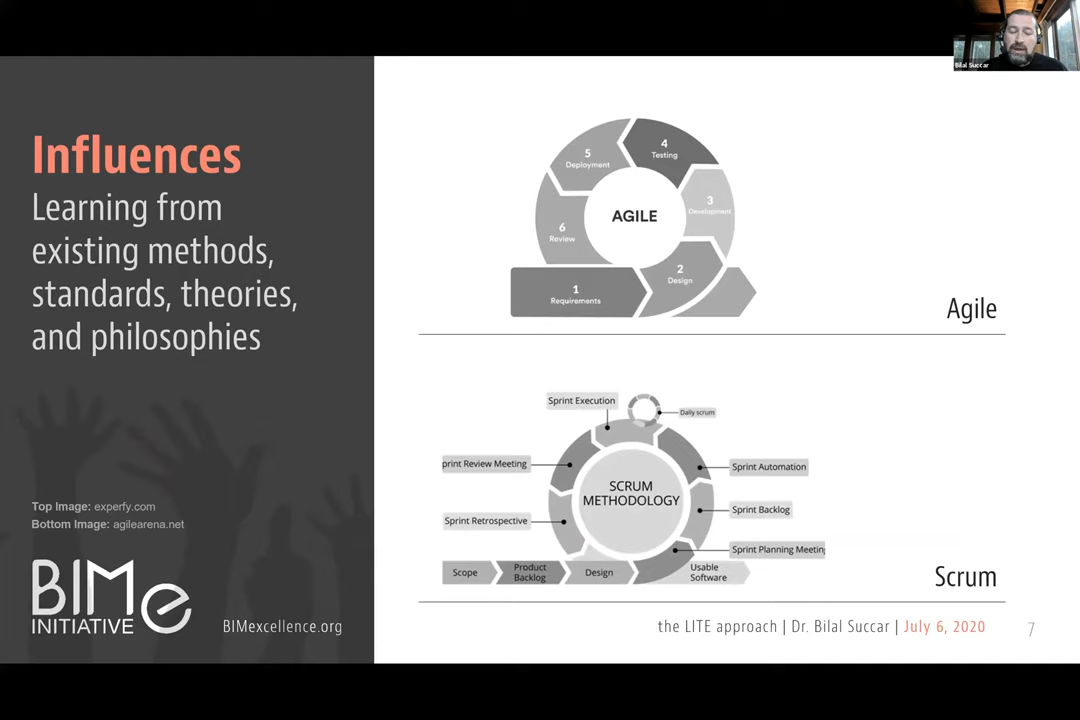 Bilal Succar
Influences
Learning from
existing methods,
standards, theories,
and philosophies
Top Image: experfy.com
Bottom Image: agilearena.net
BIMe
INITIATIVE
BIMexcellence.org
4
Testing
5
Deployment
3
Development
AGILE
6
Review
2
Design
1
Requirements
Agile
Sprint Execution
Daily scrum
print Review Meeting
Sprint Automation
SCRUM
METHODOLOGY
Sprint Backlog
Sprint Retrospective
Sprint Planning Meeting
Scope
Product
Backlog
Design
Usable
Software
Scrum
the LITE approach | Dr. Bilal Succar | July 6, 2020
7